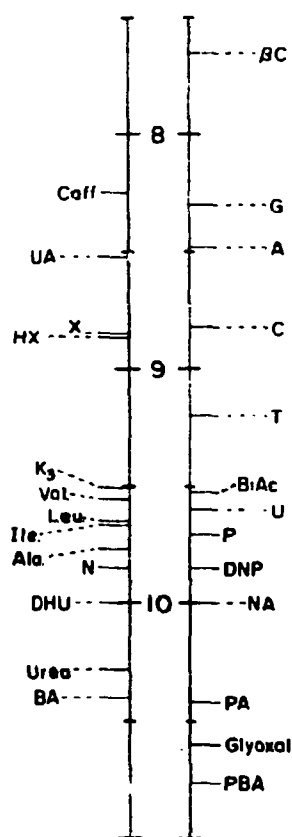 βC
8
Caff
G
A
UA
C
X
HX
9
T
K3
BiAc
Val.
U
Leu.
P
Ile.
Ala.
N
DNP
DHU
10
NA
Urea
BA
PA
Glyoxal
PBA